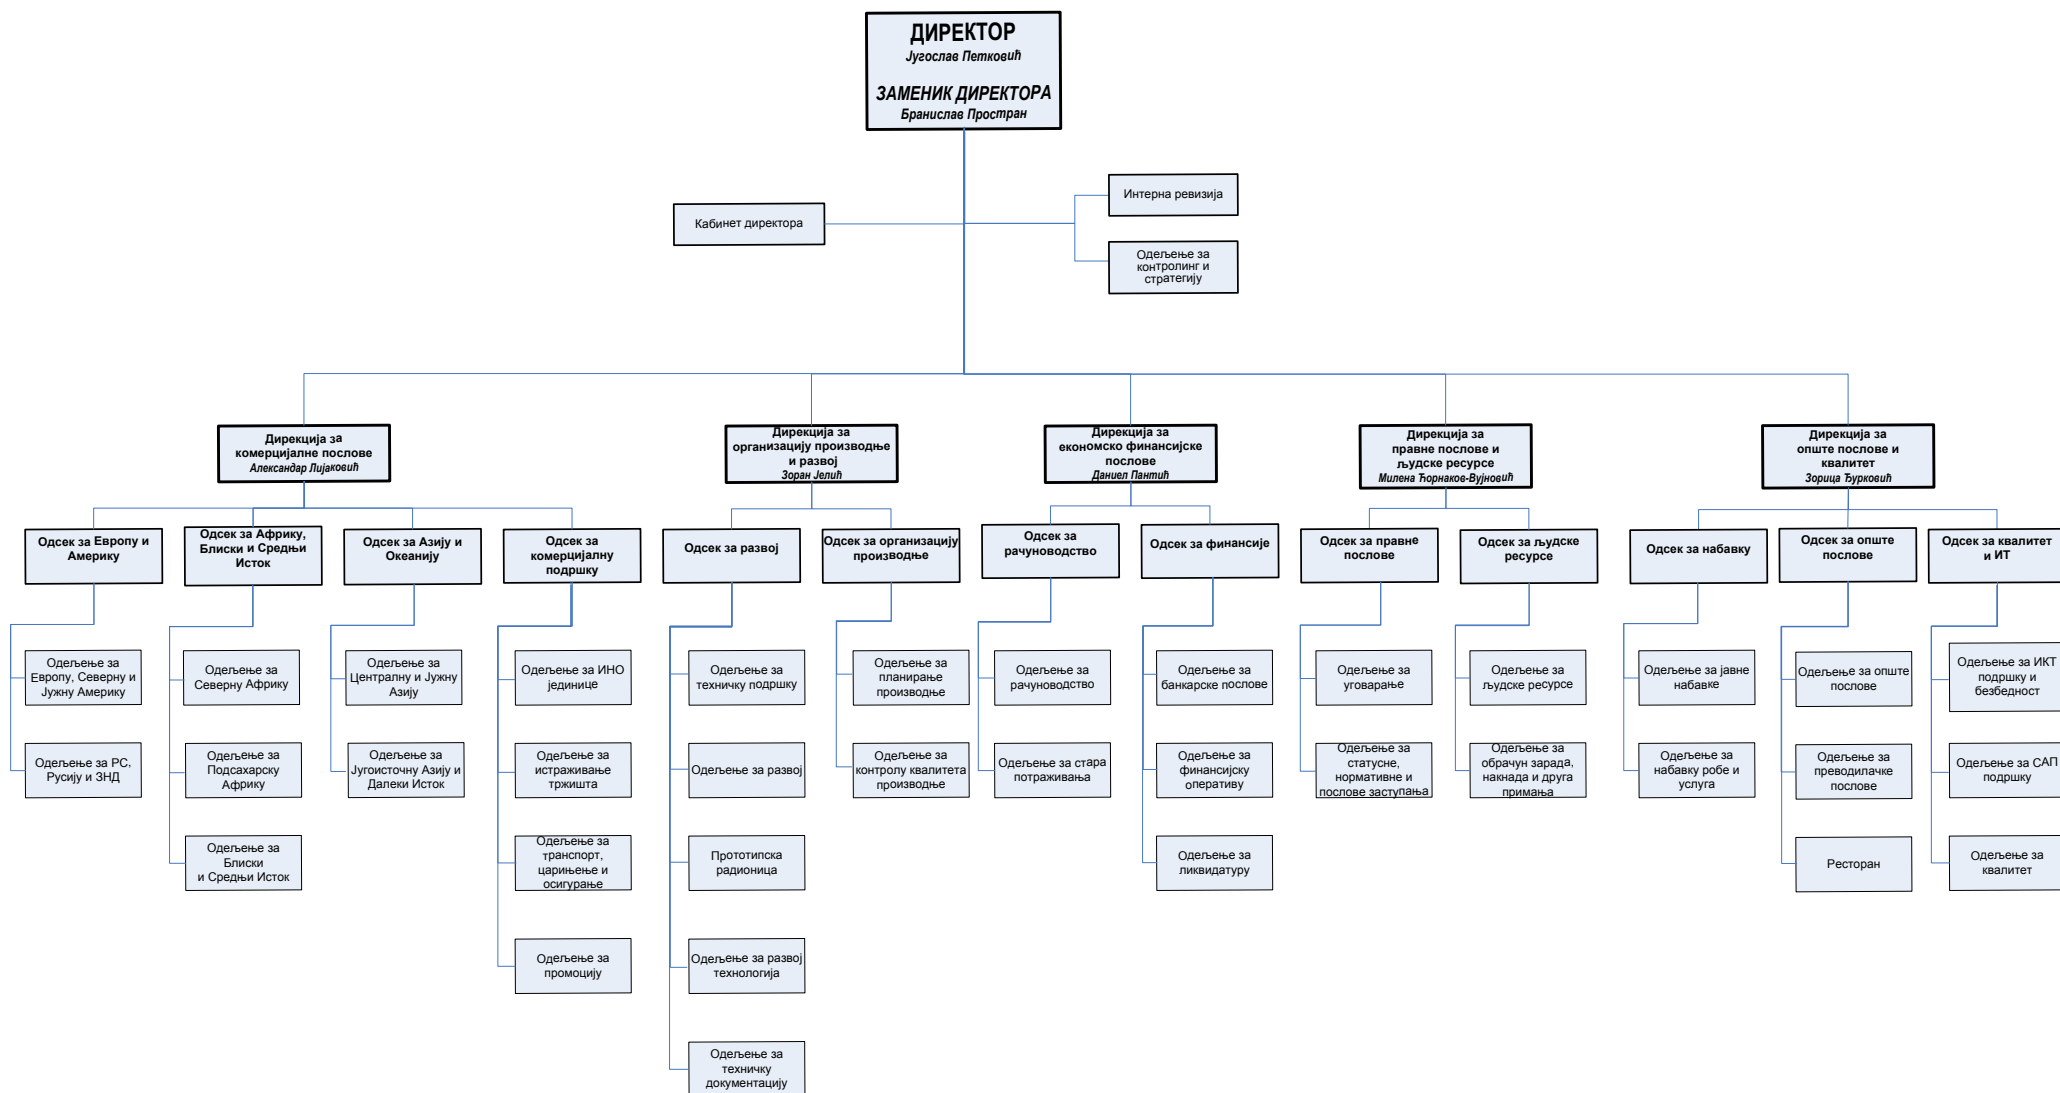 ДИРЕКТОР
Југослав Петковић
ЗАМЕНИК ДИРЕКТОРА
Бранислав Простран
Кабинет директора
Интерна ревизија
Одељење за
контролинг и
стратегију
Дирекција за
комерцијалне послове
Александар Лијаковић
Дирекција за
организацију производње
и развој
Зоран Јелић
Дирекција за
економско финансијске
послове
Даниел Пантић
Дирекција за
правне послове и
људске ресурсе
Милена Ћорнаков-Вујновић
Дирекција за
опште послове и
квалитет
Зорица Ђурковић
Одсек за Европу и
Америку
Одсек за Африку,
Блиски и Средњи
Исток
Одсек за Азију и
Океанију
Одсек за
комерцијалну
подршку
Одсек за развој
Одсек за организацију
производње
Одсек за
рачуноводство
Одсек за финансије
Одсек за правне
послове
Одсек за људске
ресурсе
Одсек за набавку
Одсек за опште
послове
Одсек за квалитет
и ИТ
Одељење за
Европу, Северну и
Јужну Америку
Одељење за
Северну Африку
Одељење за
Централну и Јужну
Азију
Одељење за ИНО
јединице
Одељење за
техничку подршку
Одељење за
планирање
производње
Одељење за
рачуноводство
Одељење за
банкарске послове
Одељење за
уговарање
Одељење за
људске ресурсе
Одељење за јавне
набавке
Одељење за опште
послове
Одељење за ИКТ
подршку и
безбедност
Одељење за РС,
Русију и ЗНД
Одељење за
Подсахарску
Африку
Одељење за
Југоисточну Азију и
Далеки Исток
Одељење за
истраживање
тржишта
Одељење за развој
Одељење за
контролу квалитета
производње
Одељење за стара
потраживања
Одељење за
финансијску
оперативу
Одељење за
статусне,
нормативне и
послове заступања
Одељење за
обрачун зарада,
накнада и друга
примања
Одељење за
набавку робе и
услуга
Одељење за
преводилачке
послове
Одељење за САП
подршку
Одељење за
Блиски
и Средњи Исток
Одељење за
транспорт,
царињење и
осигурање
Прототипска
радионица
Одељење за
ликвидатуру
Ресторан
Одељење за
квалитет
Одељење за
промоцију
Одељење за развој
технологија
Одељење за
техничку
документацију